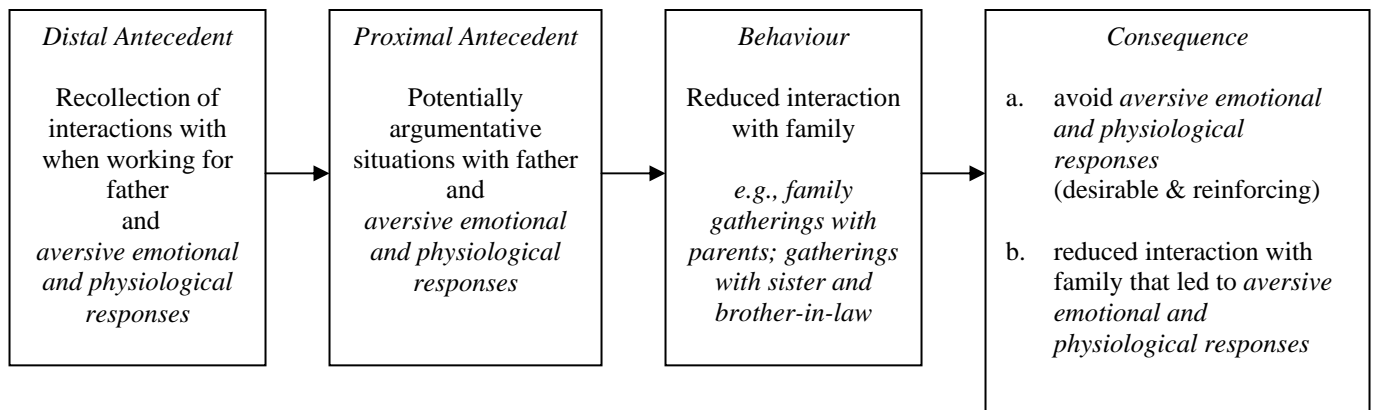 Distal Antecedent
Recollection of
interactions with
when working for
father
and
aversive emotional
and physiological
responses
Proximal Antecedent
Potentially
argumentative
situations with father
and
aversive emotional
and physiological
responses
Behaviour
Reduced interaction
with family
e.g., family
gatherings with
parents; gatherings
with sister and
brother-in-law
Consequence
a. avoid aversive emotional
and physiological
responses
(desirable & reinforcing)
b. reduced interaction with
family that led to aversive
emotional and
physiological responses